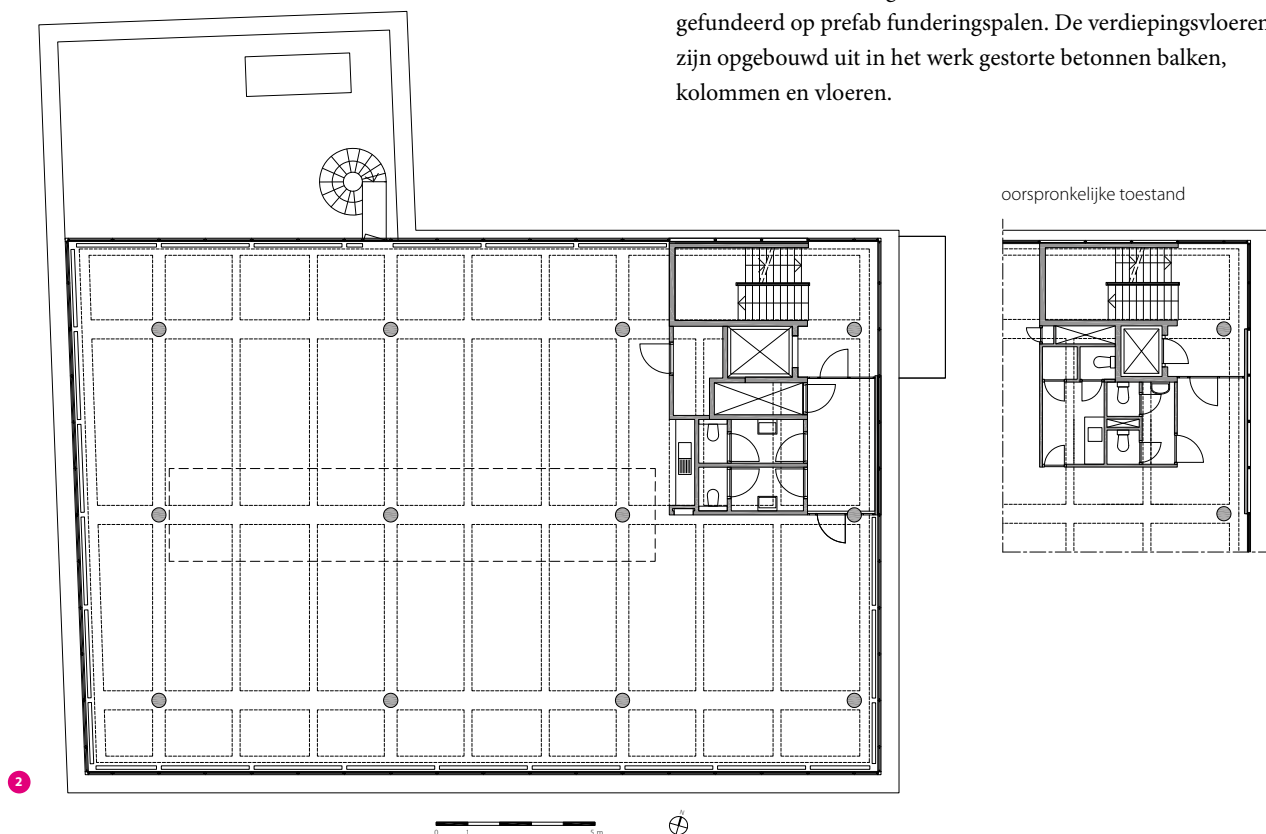 gefundeerd op prefab funderingspalen. De verdiepingsvloeren
zijn opgebouwd uit in het werk gestorte betonnen balken,
kolommen en vloeren.
oorspronkelijke toestand
2
0 1 5 m
N